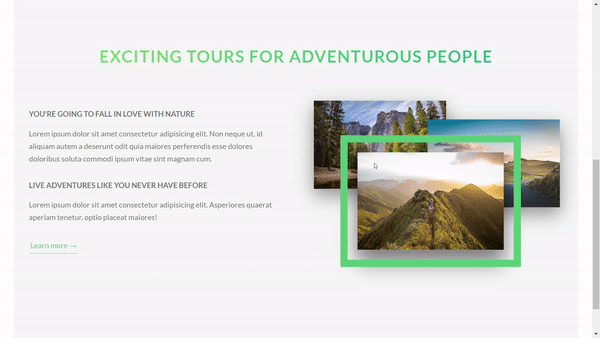 EXCITING TOURS FOR ADVENTUROUS PEOPLE
YOU'RE GOING TO FALL IN LOVE WITH NATURE
Lorem ipsum dolor sit amet consectetur adipisicing elit. Non neque ut, id
aliquam autem a deserunt odit quia maiores perferendis esse dolores
doloribus soluta commodi ipsum vitae sint magnam cum.
LIVE ADVENTURES LIKE YOU NEVER HAVE BEFORE
Lorem ipsum dolor sit amet consectetur adipisicing elit. Asperiores quaerat
aperiam tenetur, optio placeat maiores!
Learn more →